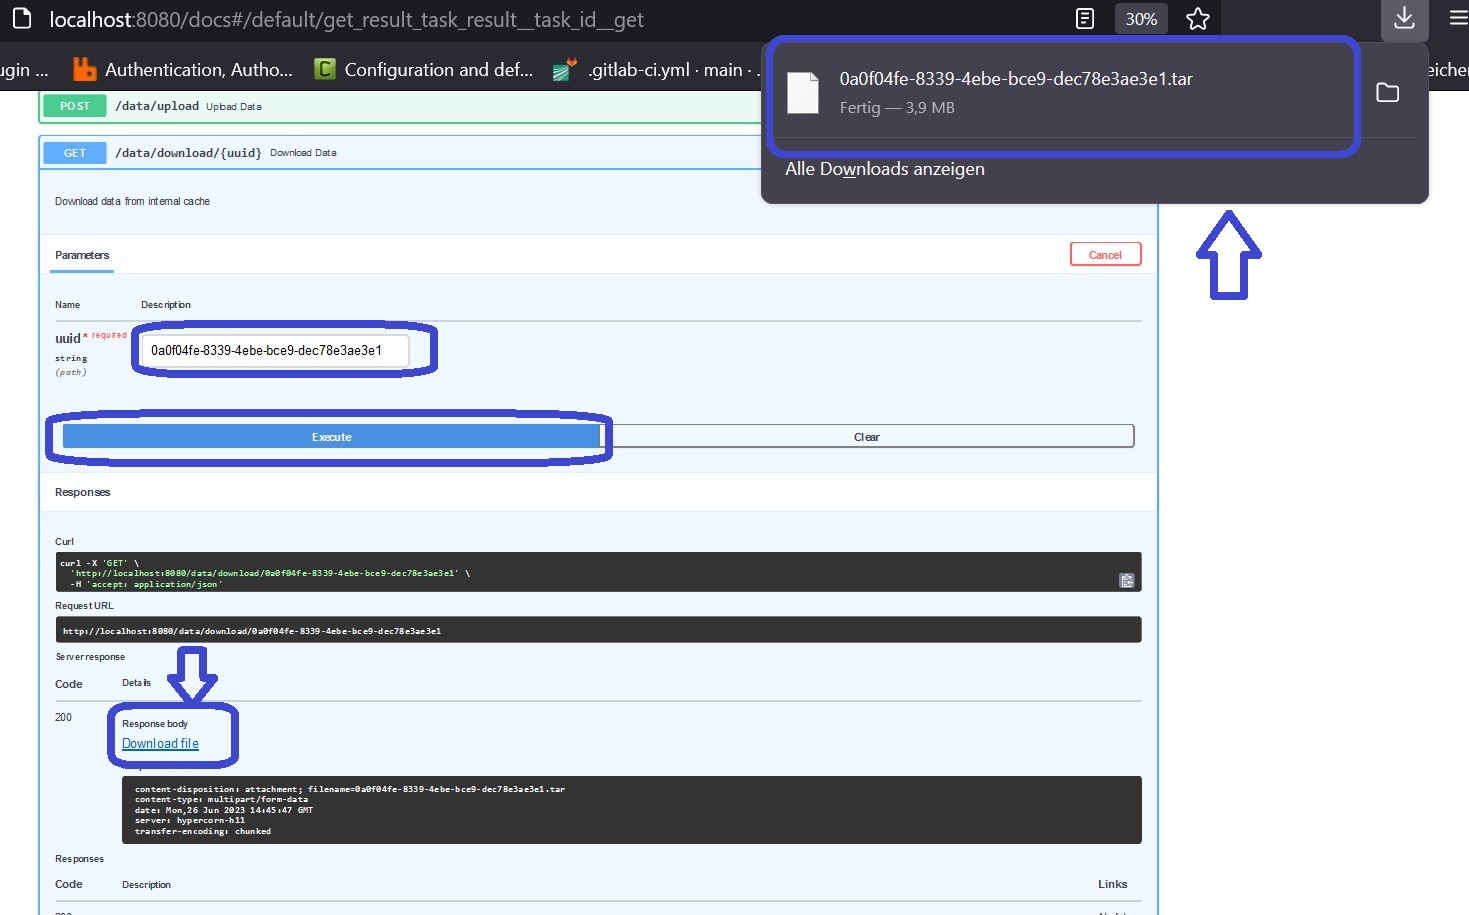 localhost:8080/docs#/default/get_result_task_result__task_id__get
30%
ugin ...
Authentication, Autho...
Configuration and def...
.gitlab-ci.yml · main · .
eicher
0a0f04fe-8339-4ebe-bce9-dec78e3ae3e1.tar
Fertig — 3,9 MB
Alle Downloads anzeigen
POST /data/upload Upload Data
GET /data/download/{uuid} Download Data
Download data from internal cache
Parameters
Cancel
Name Description
uuid * required
string
(path)
0a0f04fe-8339-4ebe-bce9-dec78e3ae3e1
Execute
Clear
Responses
Curl
curl -X 'GET' \
'http://localhost:8080/data/download/0a0f04fe-8339-4ebe-bce9-dec78e3ae3e1' \
-H 'accept: application/json'
Request URL
http://localhost:8080/data/download/0a0f04fe-8339-4ebe-bce9-dec78e3ae3e1
Server response
Code Details
200
Response body
Download file
content-disposition: attachment; filename=0a0f04fe-8339-4ebe-bce9-dec78e3ae3e1.tar
content-type: multipart/form-data
date: Mon,26 Jun 2023 14:45:47 GMT
server: hypercorn-h11
transfer-encoding: chunked
Responses
Code Description Links